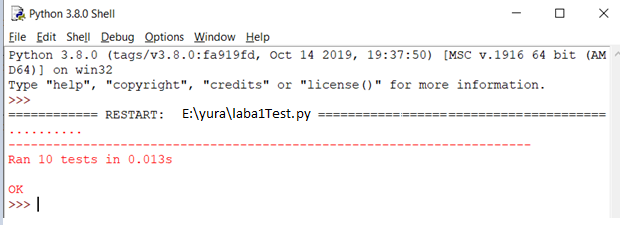 Python 3.8.0 Shell
File Edit Shell Debug Options Window Help
Python 3.8.0 (tags/v3.8.0:fa919fd, Oct 14 2019, 19:37:50) [MSC v.1916 64 bit (AM
D64)] on win32
Type "help", "copyright", "credits" or "license()" for more information.
>>>
============ RESTART: E:\yura\laba1Test.py =======================================
..........
----------------------------------------------------------------------
Ran 10 tests in 0.013s
OK
>>>